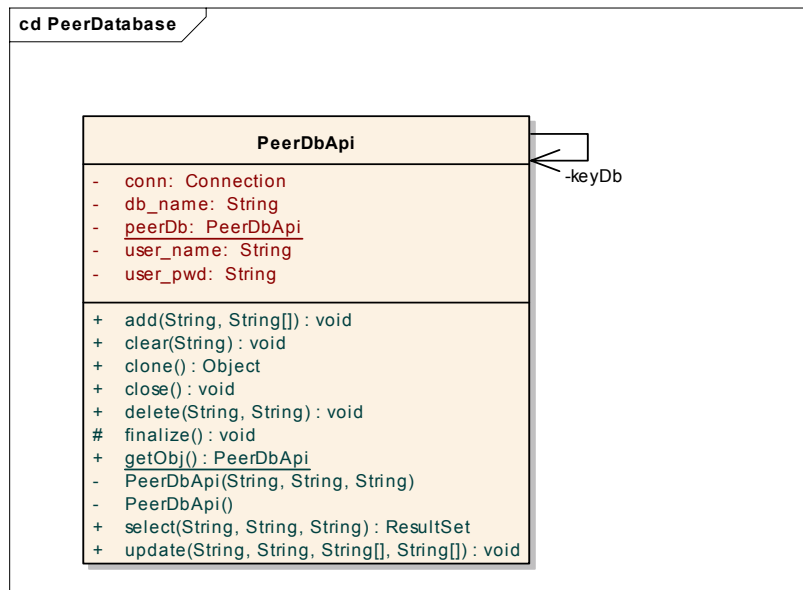 cd PeerDatabase
PeerDbApi
-keyDb
- conn: Connection
- db_name: String
- peerDb: PeerDbApi
- user_name: String
- user_pwd: String
+ add(String, String[]) : void
+ clear(String) : void
+ clone() : Object
+ close() : void
+ delete(String, String) : void
# finalize() : void
+ getObj() : PeerDbApi
- PeerDbApi(String, String, String)
- PeerDbApi()
+ select(String, String, String) : ResultSet
+ update(String, String, String[], String[]) : void